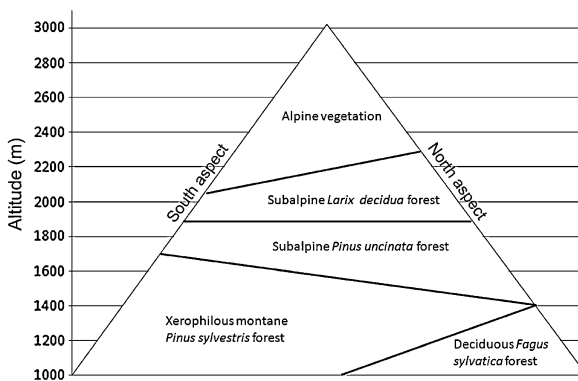 Altitude (m)
3000
2800
2600
2400
2200
2000
1800
1600
1400
1200
1000
South aspect
North aspect
Alpine vegetation
Subalpine Larix decidua forest
Subalpine Pinus uncinata forest
Xerophilous montane
Pinus sylvestris forest
Deciduous Fagus
sylvatica forest